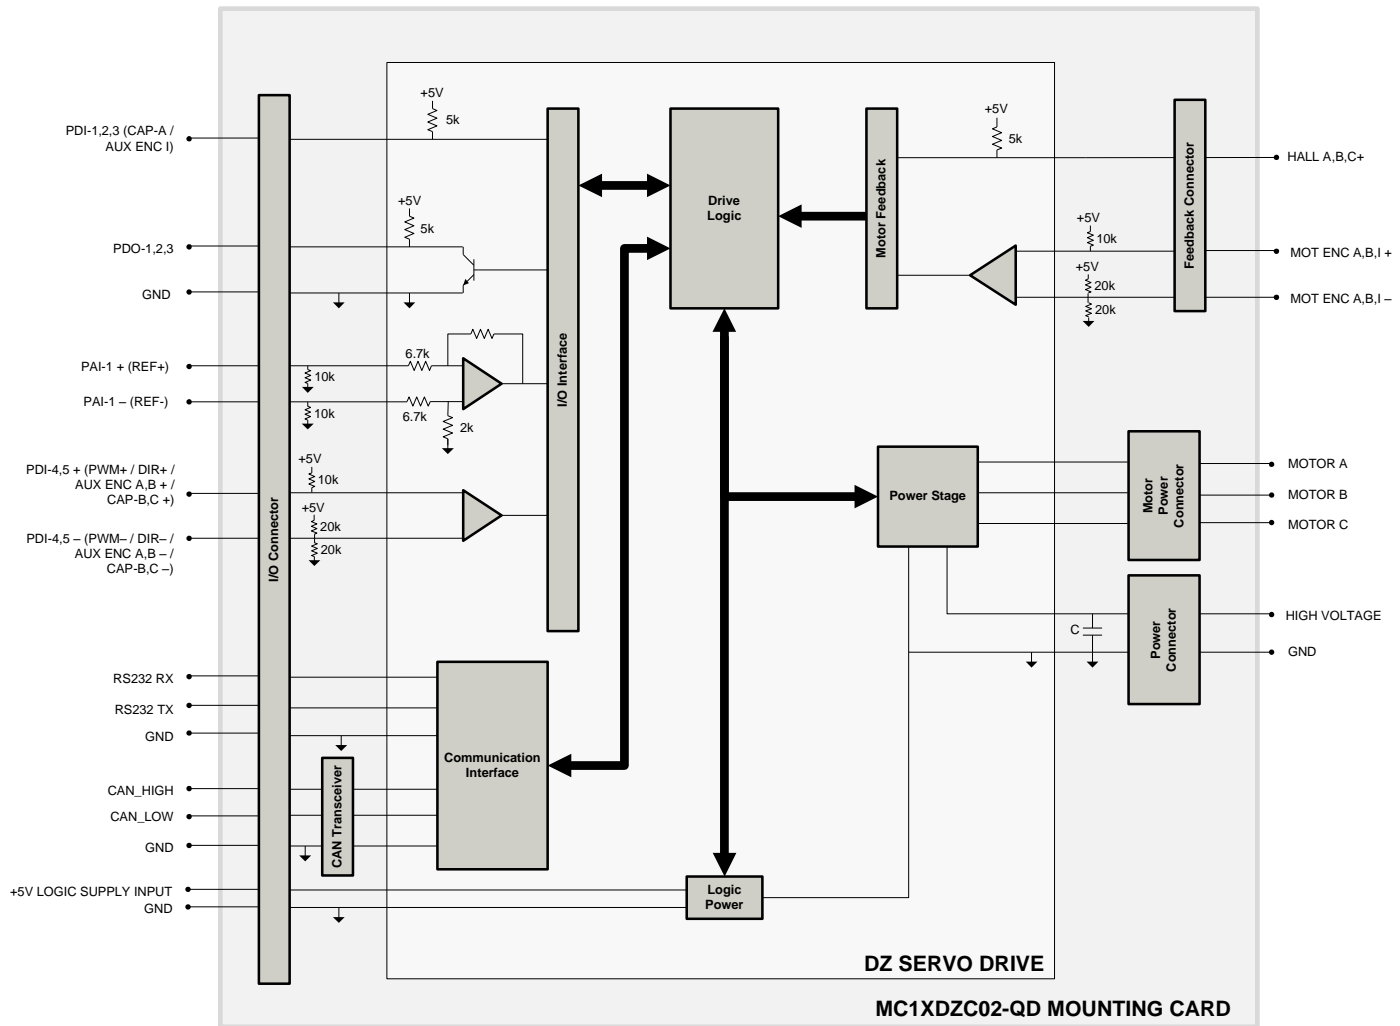 PDI-1,2,3 (CAP-A /
AUX ENC I)
PDO-1,2,3
GND
PAI-1 + (REF+)
PAI-1 – (REF-)
PDI-4,5 + (PWM+ / DIR+ /
AUX ENC A,B + /
CAP-B,C +)
PDI-4,5 – (PWM– / DIR– /
AUX ENC A,B – /
CAP-B,C –)
RS232 RX
RS232 TX
GND
CAN_HIGH
CAN_LOW
GND
+5V LOGIC SUPPLY INPUT
GND
I/O Connector
+5V
5k
+5V
5k
10k
10k
6.7k
6.7k
2k
+5V
10k
+5V
20k
20k
I/O Interface
CAN Transceiver
Communication
Interface
Drive
Logic
Logic
Power
Motor Feedback
+5V
5k
+5V
10k
+5V
20k
20k
Feedback Connector
HALL A,B,C+
MOT ENC A,B,I +
MOT ENC A,B,I –
Power Stage
Motor
Power
Connector
MOTOR A
MOTOR B
MOTOR C
C
Power
Connector
HIGH VOLTAGE
GND
DZ SERVO DRIVE
MC1XDZC02-QD MOUNTING CARD